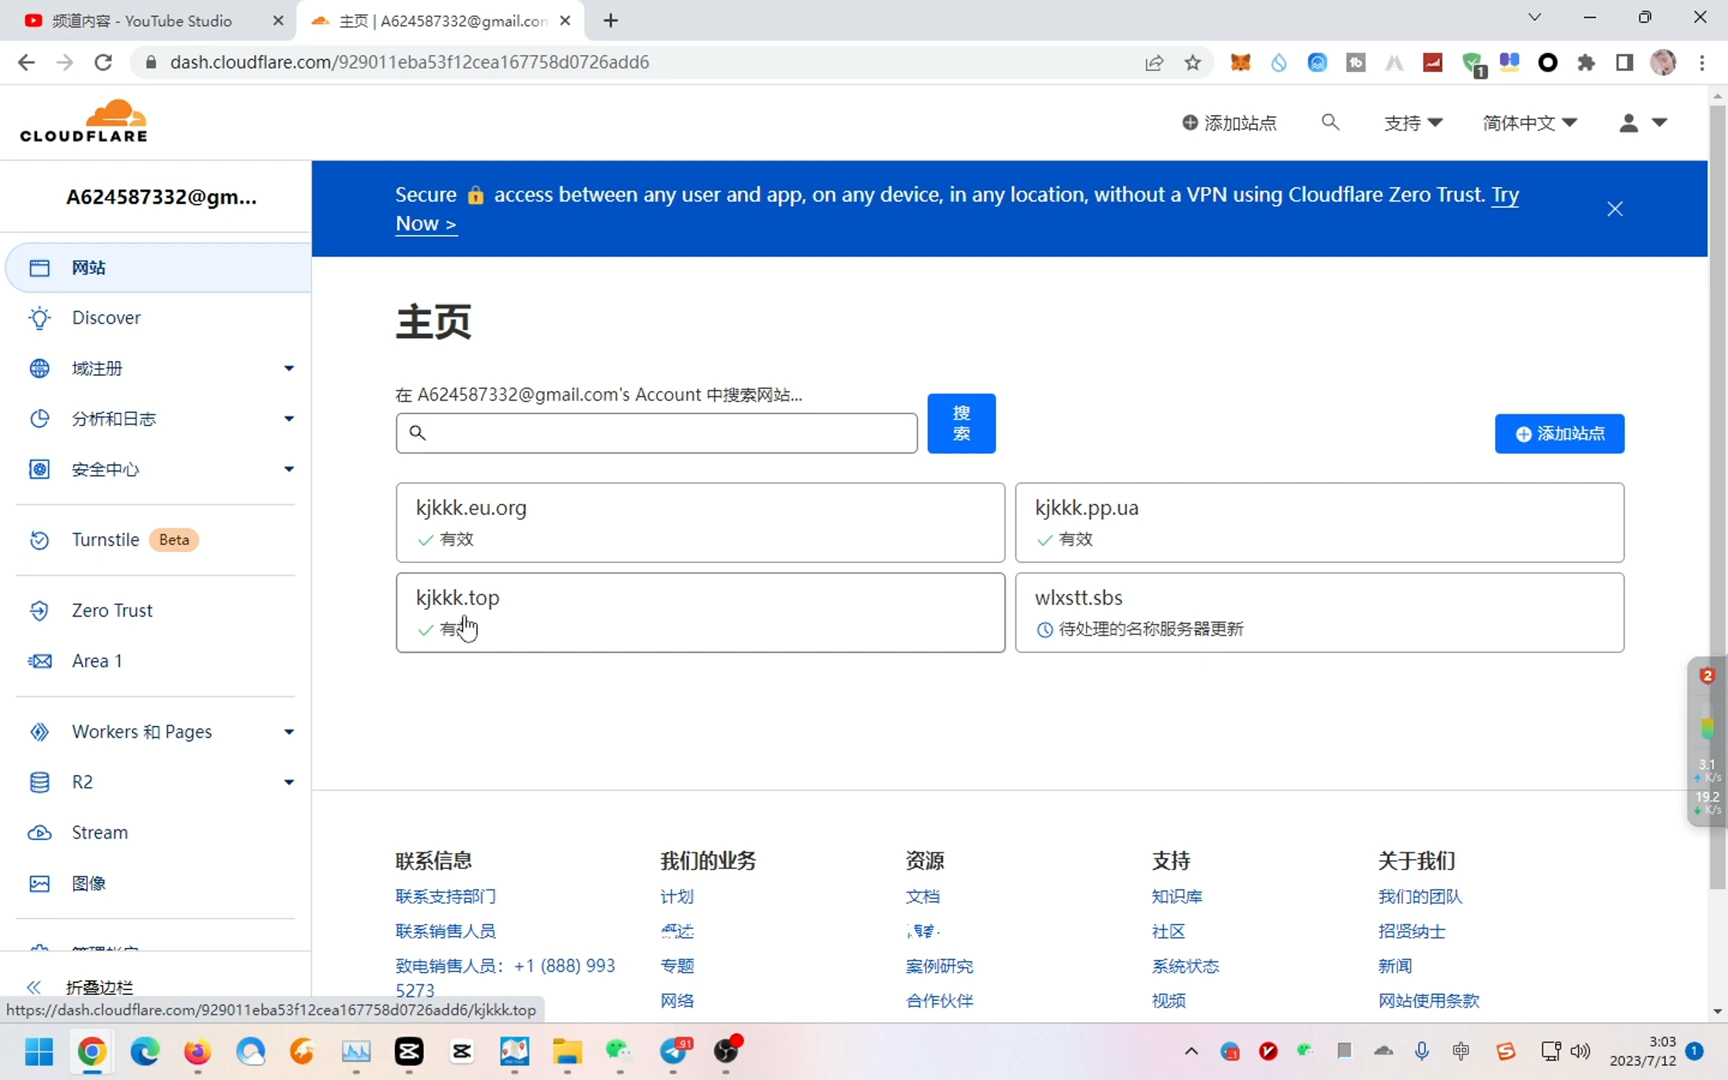 频道内容 - YouTube Studio
主页 | A624587332@gmail.con
dash.cloudflare.com/929011eba53f12cea167758d0726add6
1
CLOUDFLARE
添加站点
支持
简体中文
A624587332@gm...
Secure 🔒 access between any user and app, on any device, in any location, without a VPN using Cloudflare Zero Trust. Try
Now >
网站
Discover
域注册
分析和日志
安全中心
Turnstile Beta
Zero Trust
Area 1
Workers 和 Pages
R2
Stream
图像
折叠边栏
主页
在 A624587332@gmail.com's Account 中搜索网站...
搜
索
添加站点
kjkkk.eu.org
有效
kjkkk.pp.ua
有效
kjkkk.top
wlxstt.sbs
待处理的名称服务器更新
2
3.1
K/s
19.2
K/s
联系信息
联系支持部门
联系销售人员
致电销售人员：+1 (888) 993
5273
我们的业务
计划
专题
网络
资源
文档
案例研究
合作伙伴
支持
知识库
社区
系统状态
视频
关于我们
我们的团队
招贤纳士
新闻
网站使用条款
https://dash.cloudflare.com/929011eba53f12cea167758d0726add6/kjkkk.top
91
中
3:03
2023/7/12
1